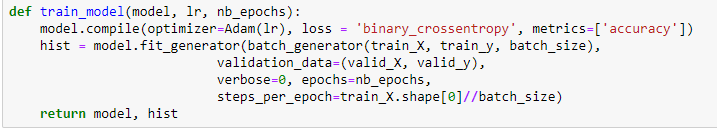 def train_model(model, lr, nb_epochs):
    model.compile(optimizer=Adam(lr), loss = 'binary_crossentropy', metrics=['accuracy'])
    hist = model.fit_generator(batch_generator(train_X, train_y, batch_size),
                            validation_data=(valid_X, valid_y),
                            verbose=0, epochs=nb_epochs,
                            steps_per_epoch=train_X.shape[0]//batch_size)
    return model, hist